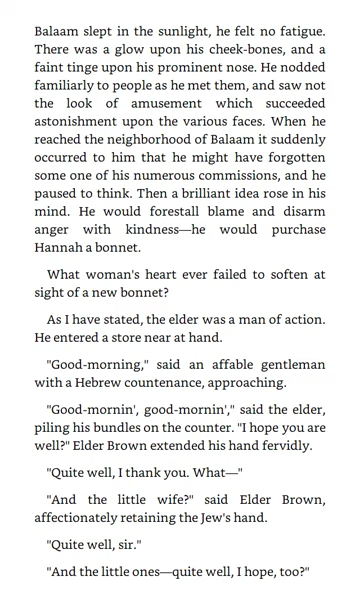 Balaam slept in the sunlight, he felt no fatigue.
There was a glow upon his cheek-bones, and a
faint tinge upon his prominent nose. He nodded
familiarly to people as he met them, and saw not
the look of amusement which succeeded
astonishment upon the various faces. When he
reached the neighborhood of Balaam it suddenly
occurred to him that he might have forgotten
some one of his numerous commissions, and he
paused to think. Then a brilliant idea rose in his
mind. He would forestall blame and disarm
anger with kindness—he would purchase
Hannah a bonnet.
What woman's heart ever failed to soften at
sight of a new bonnet?
As I have stated, the elder was a man of action.
He entered a store near at hand.
"Good-morning," said an affable gentleman
with a Hebrew countenance, approaching.
"Good-mornin', good-mornin'," said the elder,
piling his bundles on the counter. "I hope you are
well?" Elder Brown extended his hand fervidly.
"Quite well, I thank you. What—"
"And the little wife?" said Elder Brown,
affectionately retaining the Jew's hand.
"Quite well, sir."
"And the little ones—quite well, I hope, too?"